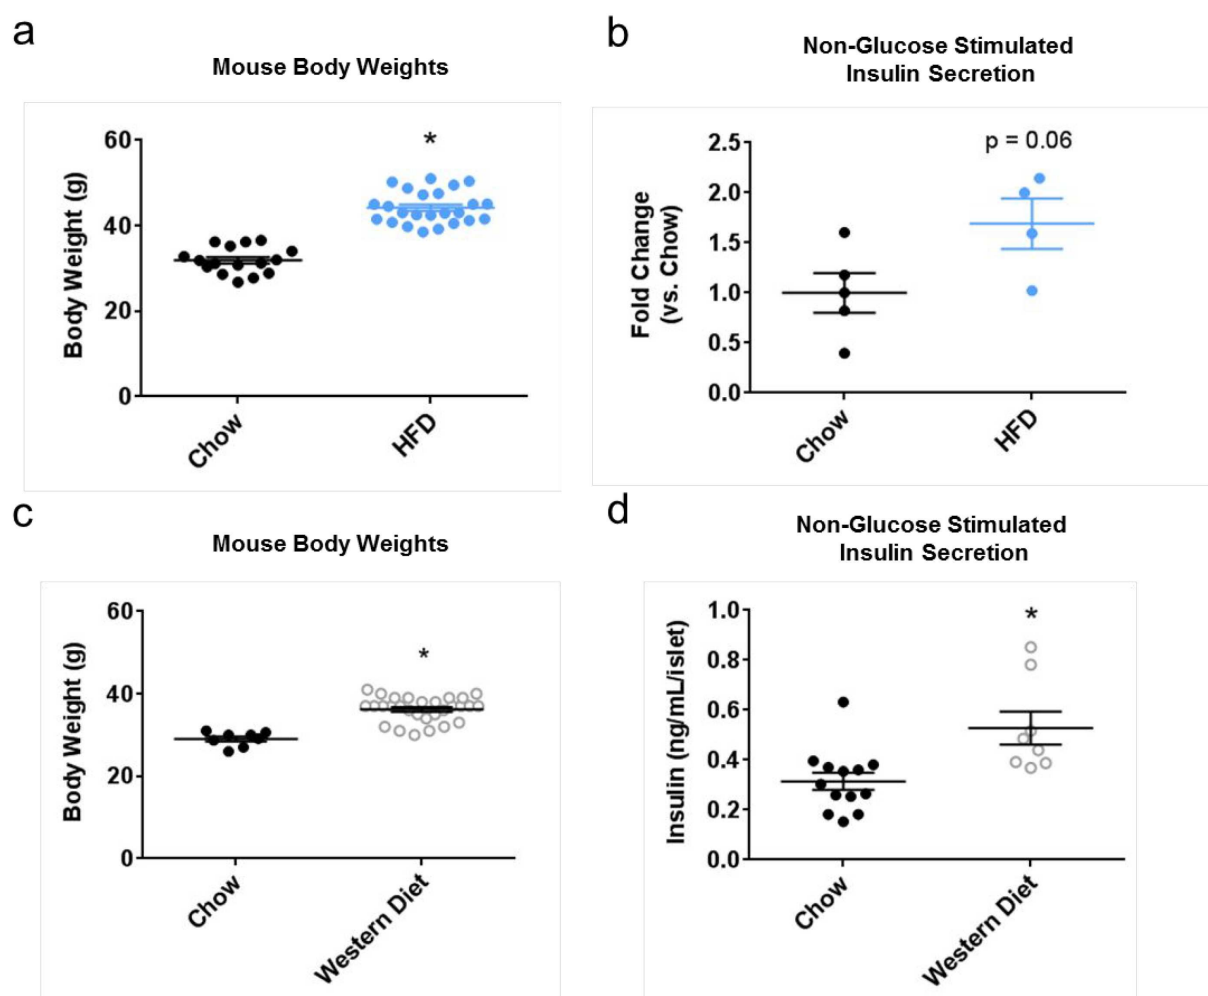 a
Mouse Body Weights
60
40
20
0
Body Weight (g)
*
Chow
HFD
b
Non-Glucose Stimulated
Insulin Secretion
2.5
2.0
1.5
1.0
0.5
0.0
Fold Change
(vs. Chow)
p = 0.06
Chow
HFD
c
Mouse Body Weights
60
40
20
0
Body Weight (g)
*
Chow
Western Diet
d
Non-Glucose Stimulated
Insulin Secretion
1.0
0.8
0.6
0.4
0.2
0.0
Insulin (ng/mL/islet)
*
Chow
Western Diet